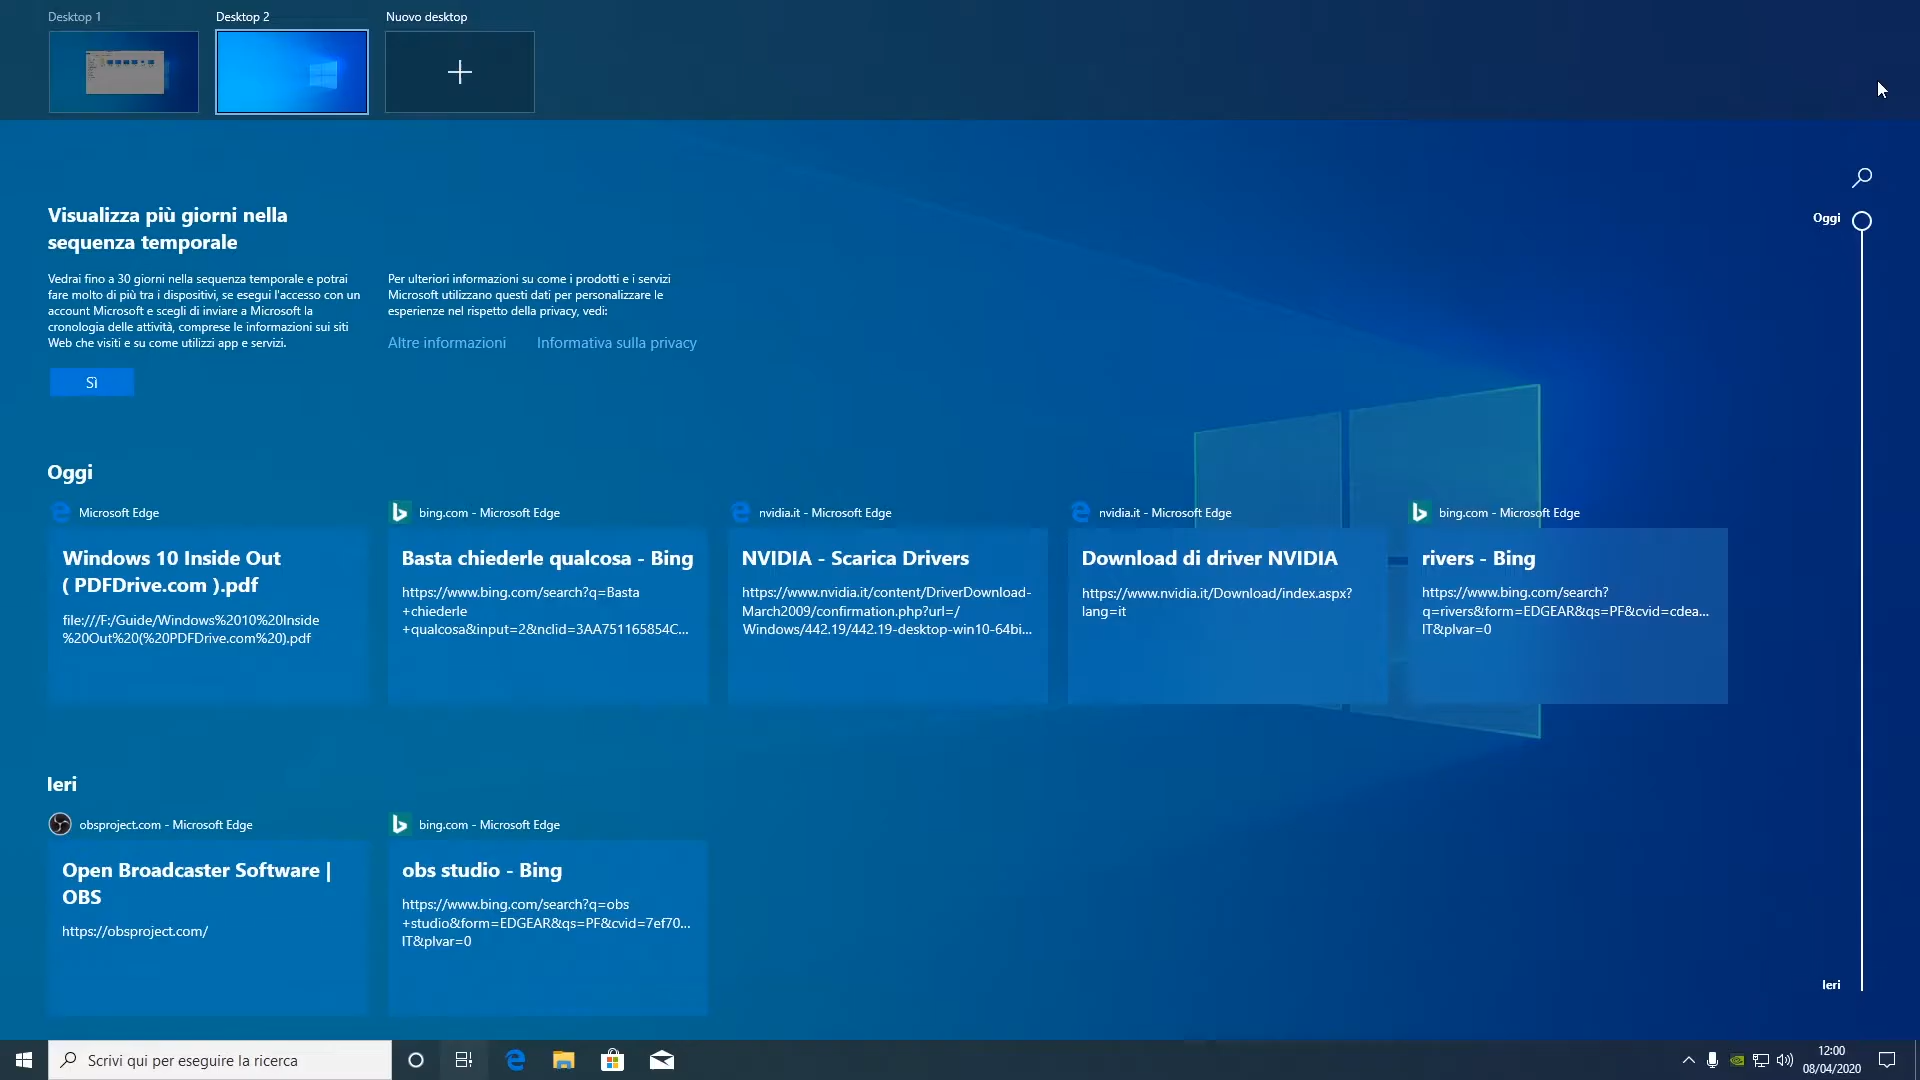 Desktop 1
Desktop 2
Nuovo desktop
Visualizza più giorni nella
sequenza temporale
Vedrai fino a 30 giorni nella sequenza temporale e potrai
fare molto di più tra i dispositivi, se esegui l'accesso con un
account Microsoft e scegli di inviare a Microsoft la
cronologia delle attività, comprese le informazioni sui siti
Web che visiti e su come utilizzi app e servizi.
Per ulteriori informazioni su come i prodotti e i servizi
Microsoft utilizzano questi dati per personalizzare le
esperienze nel rispetto della privacy, vedi:
Altre informazioni
Informativa sulla privacy
Sì
Oggi
Oggi
Microsoft Edge
Windows 10 Inside Out
( PDFDrive.com ).pdf
file:///F:/Guide/Windows%2010%20Inside
%20Out%20(%20PDFDrive.com%20).pdf
bing.com - Microsoft Edge
Basta chiederle qualcosa - Bing
https://www.bing.com/search?q=Basta
+chiederle
+qualcosa&input=2&nclid=3AA751165854C...
nvidia.it - Microsoft Edge
NVIDIA - Scarica Drivers
https://www.nvidia.it/content/DriverDownload-
March2009/confirmation.php?url=/
Windows/442.19/442.19-desktop-win10-64bi...
nvidia.it - Microsoft Edge
Download di driver NVIDIA
https://www.nvidia.it/Download/index.aspx?
lang=it
bing.com - Microsoft Edge
rivers - Bing
https://www.bing.com/search?
q=rivers&form=EDGEAR&qs=PF&cvid=cdea...
IT&plvar=0
Ieri
obsproject.com - Microsoft Edge
Open Broadcaster Software |
OBS
https://obsproject.com/
bing.com - Microsoft Edge
obs studio - Bing
https://www.bing.com/search?q=obs
+studio&form=EDGEAR&qs=PF&cvid=7ef70...
IT&plvar=0
Ieri
Scrivi qui per eseguire la ricerca
12:00
08/04/2020